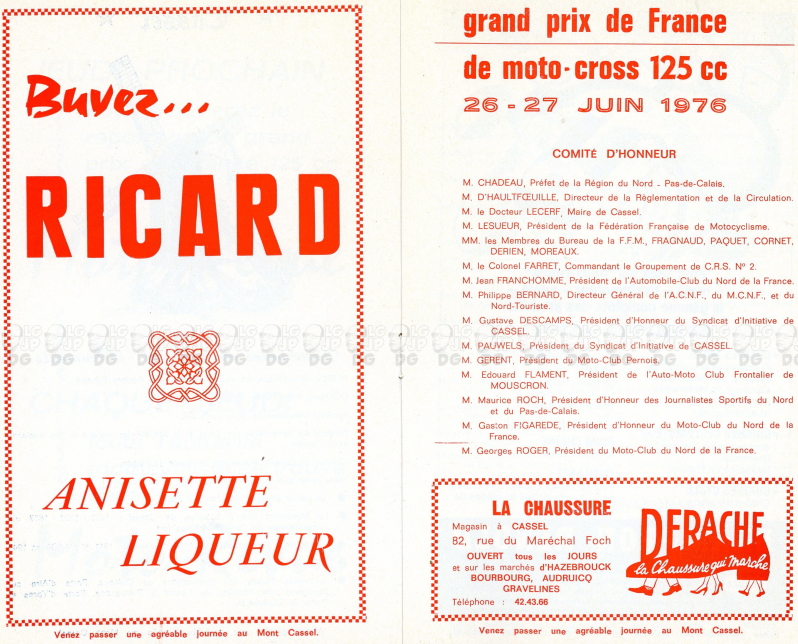 Buvez...
RICARD
ANISETTE
LIQUEUR
Venez passer une agréable journée au Mont Cassel.
grand prix de France
de moto-cross 125 cc
26 - 27 JUIN 1976
COMITÉ D'HONNEUR
M. CHADEAU, Préfet de la Région du Nord - Pas-de-Calais.
M. D'HAULTFŒUILLE, Directeur de la Règlementation et de la Circulation.
M. le Docteur LECERF, Maire de Cassel.
M. LESUEUR, Président de la Fédération Française de Motocyclisme.
MM. les Membres du Bureau de la F.F.M., FRAGNAUD, PAQUET, CORNET,
DERIEN, MOREAUX.
M. le Colonel FARRET, Commandant le Groupement de C.R.S. N° 2.
M. Jean FRANCHOMME, Président de l'Automobile-Club du Nord de la France.
M. Philippe BERNARD, Directeur Général de l'A.C.N.F., du M.C.N.F., et du
Nord-Touriste.
M. Gustave DESCAMPS, Président d'Honneur du Syndicat d'Initiative de
CASSEL.
M. PAUWELS, Président du Syndicat d'Initiative de CASSEL.
M. GERENT, Président du Moto-Club Pernois.
M. Edouard FLAMENT, Président de l'Auto-Moto Club Frontalier de
MOUSCRON.
M. Maurice ROCH, Président d'Honneur des Journalistes Sportifs du Nord
et du Pas-de-Calais.
M. Gaston FIGAREDE, Président d'Honneur du Moto-Club du Nord de la
France.
M. Georges ROGER, Président du Moto-Club du Nord de la France.
LA CHAUSSURE
Magasin à CASSEL
82, rue du Maréchal Foch
OUVERT tous les JOURS
et sur les marchés d'HAZEBROUCK
BOURBOURG, AUDRUICQ
GRAVELINES
Téléphone : 42.43.66
DERACHE
la Chaussure qui Marche
Venez passer une agréable journée au Mont Cassel.